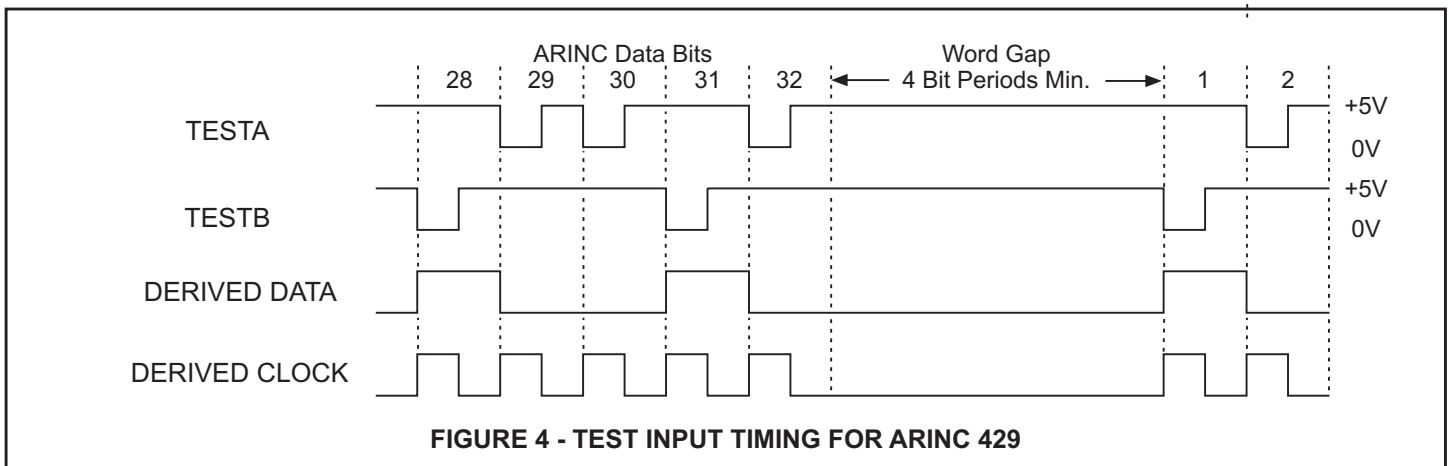 ARINC Data Bits
Word Gap
28 29 30 31 32 4 Bit Periods Min. 1 2
TESTA
+5V
0V
TESTB
+5V
0V
DERIVED DATA
DERIVED CLOCK
FIGURE 4 - TEST INPUT TIMING FOR ARINC 429